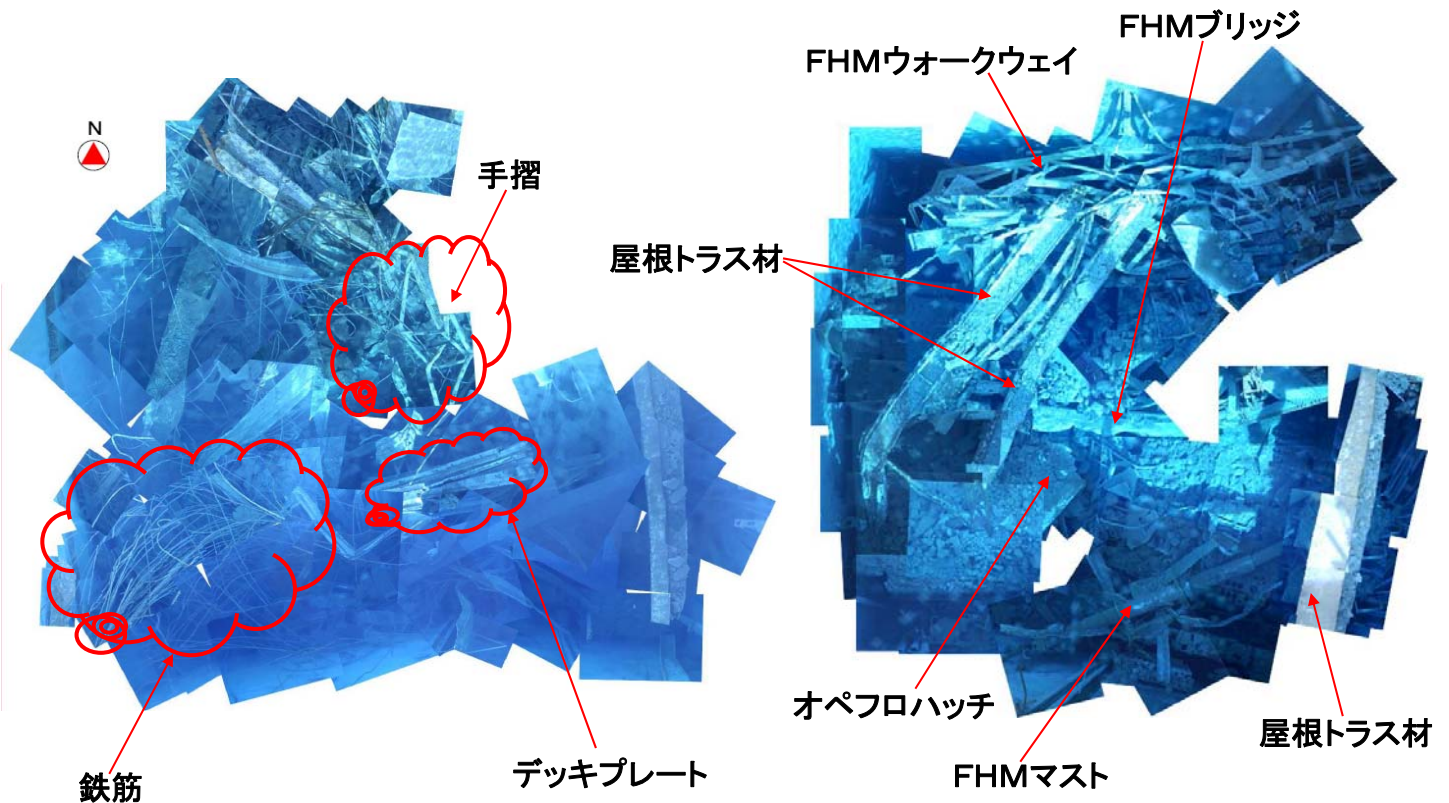 N
手摺
鉄筋
デッキプレート
FHMブリッジ
FHMウォークウェイ
屋根トラス材
オペフロハッチ
FHMマスト
屋根トラス材